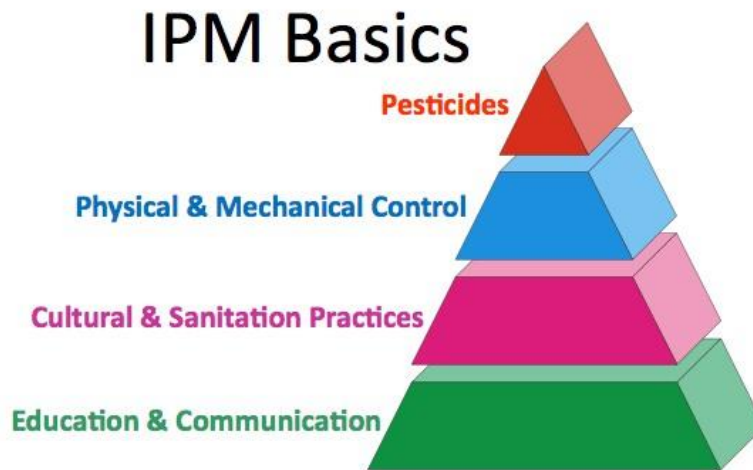 IPM Basics
Pesticides
Physical & Mechanical Control
Cultural & Sanitation Practices
Education & Communication